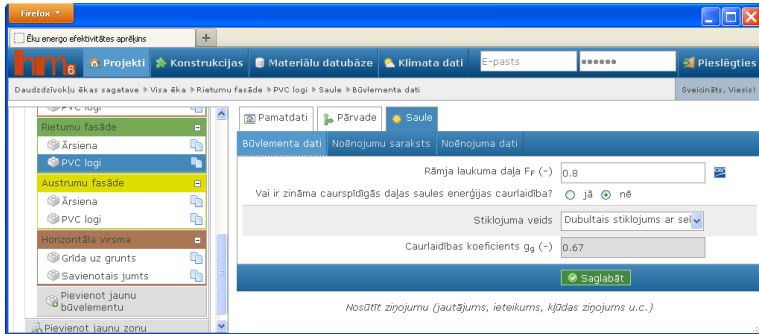 Firefox
Ēku energo efektivitātes aprēķins
hm6 Projekti Konstrukcijas Materiālu datubāze Klimata dati E-pasts Pieslēgties
Daudzdzīvokļu ēkas sagatave » Visa ēka » Rietumu fasāde » PVC logi » Saule » Būvlementa dati Sveicināts, Viesis!
PVC logi
Rietumu fasāde
Ārsiena
PVC logi
Austrumu fasāde
Ārsiena
PVC logi
Horizontāla virsma
Grīda uz grunts
Savienotais jumts
Pievienot jaunu būvelementu
Pievienot jaunu zonu
Pamatdati Pārvade Saule
Būvlementa dati Noēnojumu saraksts Noēnojuma dati
Rāmja laukuma daļa FF (-) 0.8
Vai ir zināma caurspīdīgās daļas saules enerģijas caurlaidība? jā nē
Stiklojuma veids Dubultais stiklojums ar sel
Caurlaidības koeficients gg (-) 0.67
Saglabāt
Nosūtīt ziņojumu (jautājums, ieteikums, kļūdas ziņojums u.c.)